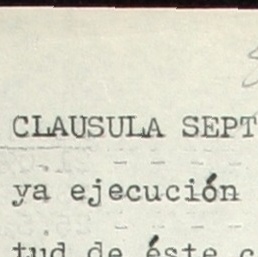 CLAUSULA SEPT
ya ejecución
tud de éste c